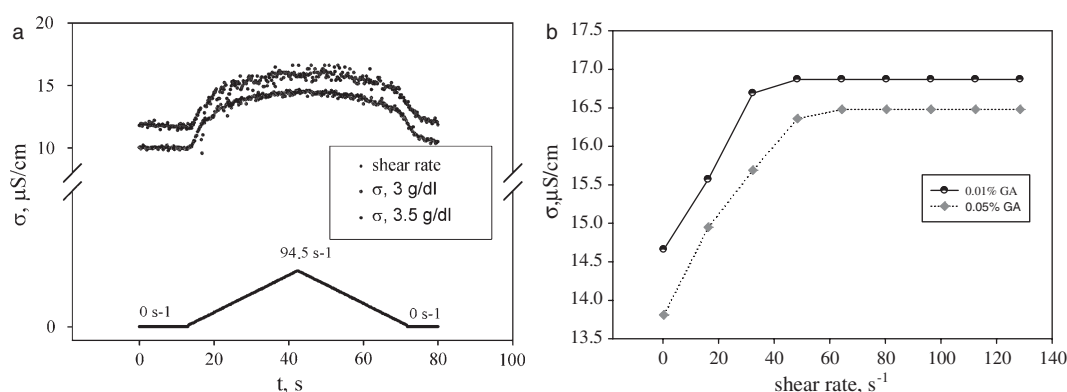 a
20
15
10
0
σ, µS/cm
shear rate
σ, 3 g/dl
σ, 3.5 g/dl
94.5 s-1
0 s-1
0 s-1
0
20
40
60
80
100
t, s
b
17.5
17.0
16.5
16.0
15.5
15.0
14.5
14.0
13.5
σ,µS/cm
0.01% GA
0.05% GA
0
20
40
60
80
100
120
140
shear rate, s-1